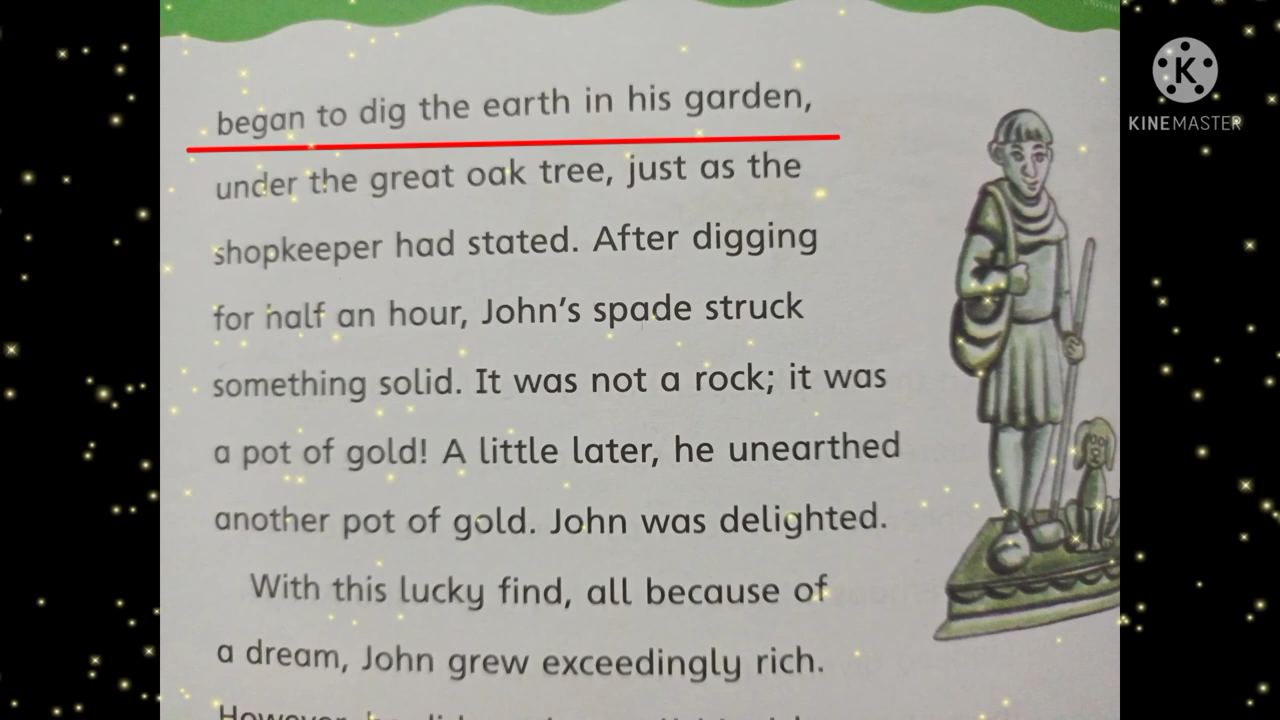 began to dig the earth in his garden,
under the great oak tree, just as the
shopkeeper had stated. After digging
for half an hour, John's spade struck
something solid. It was not a rock; it was
a pot of gold! A little later, he unearthed
another pot of gold. John was delighted.
With this lucky find, all because of
a dream, John grew exceedingly rich.
However,
K
KINEMASTER